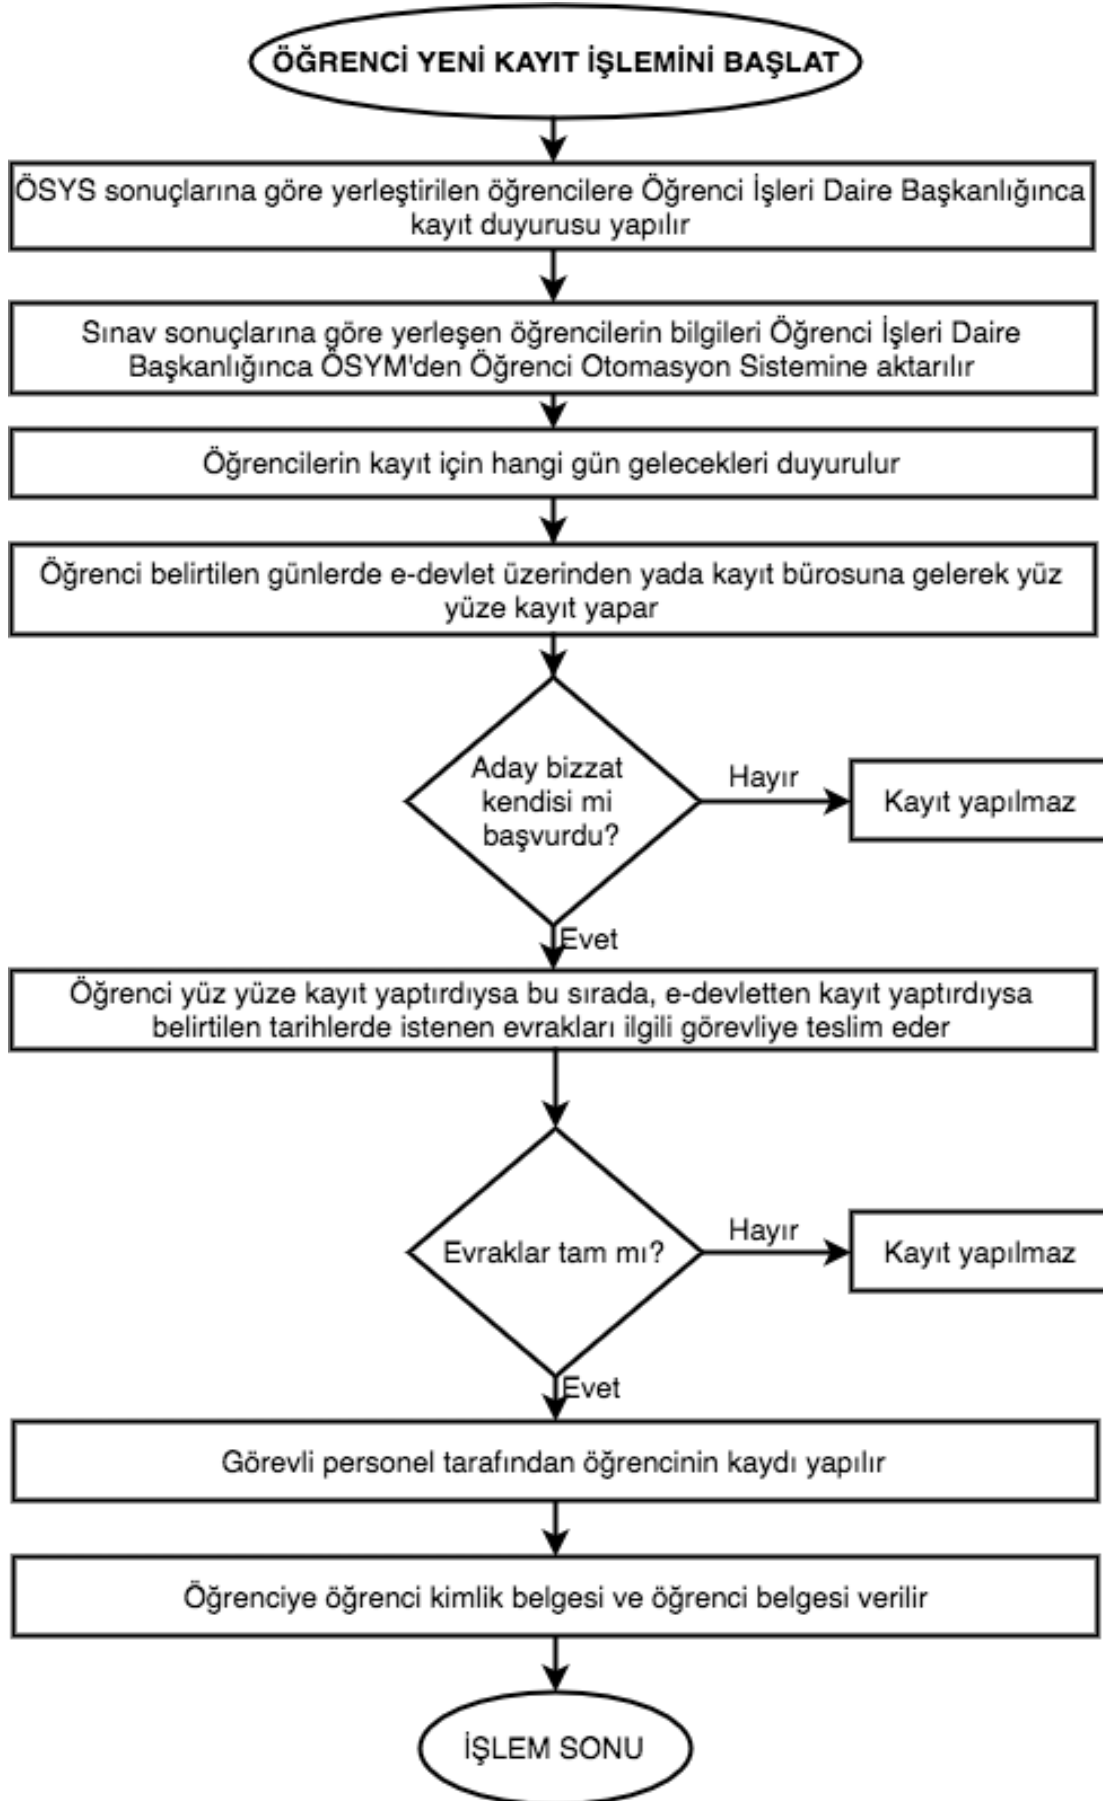 ÖĞRENCİ YENİ KAYIT İŞLEMİNİ BAŞLAT
ÖSYS sonuçlarına göre yerleştirilen öğrencilere Öğrenci İşleri Daire Başkanlığınca
kayıt duyurusu yapılır
Sınav sonuçlarına göre yerleşen öğrencilerin bilgileri Öğrenci İşleri Daire
Başkanlığınca ÖSYM'den Öğrenci Otomasyon Sistemine aktarılır
Öğrencilerin kayıt için hangi gün gelecekleri duyurulur
Öğrenci belirtilen günlerde e-devlet üzerinden yada kayıt bürosuna gelerek yüz
yüze kayıt yapar
Aday bizzat
kendisi mi
başvurdu?
Hayır
Kayıt yapılmaz
Evet
Öğrenci yüz yüze kayıt yaptırdıysa bu sırada, e-devletten kayıt yaptırdıysa
belirtilen tarihlerde istenen evrakları ilgili görevliye teslim eder
Evraklar tam mı?
Hayır
Kayıt yapılmaz
Evet
Görevli personel tarafından öğrencinin kaydı yapılır
Öğrenciye öğrenci kimlik belgesi ve öğrenci belgesi verilir
İŞLEM SONU